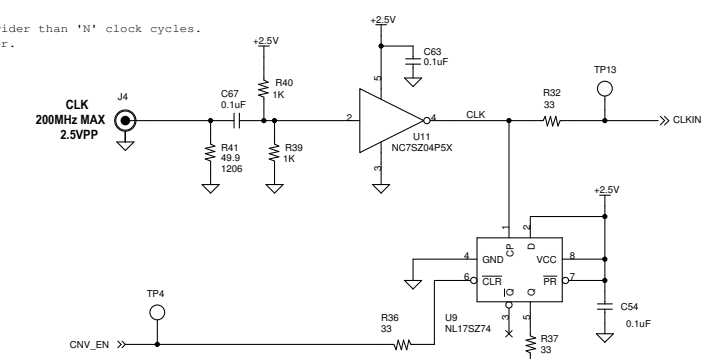 ider than 'N' clock cycles.
r.
+2.5V
+2.5V
C63
0.1uF
5
R40
1K
TP13
C67
0.1uF
J4
CLK
200MHz MAX
2.5VPP
R32
33
2
4
CLK
CLKIN
U11
NC7SZ04P5X
R41
49.9
1206
R39
1K
3
+2.5V
1
2
CP
D
4
GND
VCC
8
6
CLR
PR
7
Q
Q
C54
0.1uF
TP4
3
5
R36
33
U9
NL17SZ74
R37
33
CNV_EN